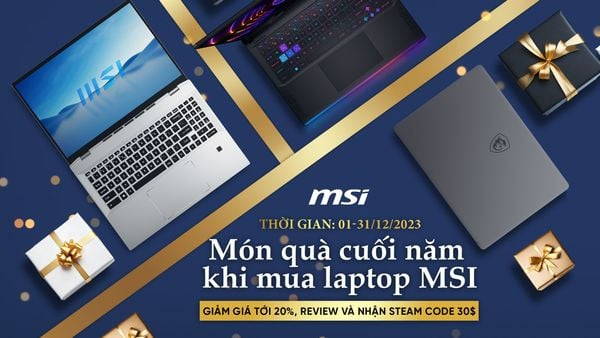 msi
msi
THỜI GIAN: 01-31/12/2023
Món quà cuối năm
khi mua laptop MSI
GIẢM GIÁ TỚI 20%, REVIEW VÀ NHẬN STEAM CODE 30$